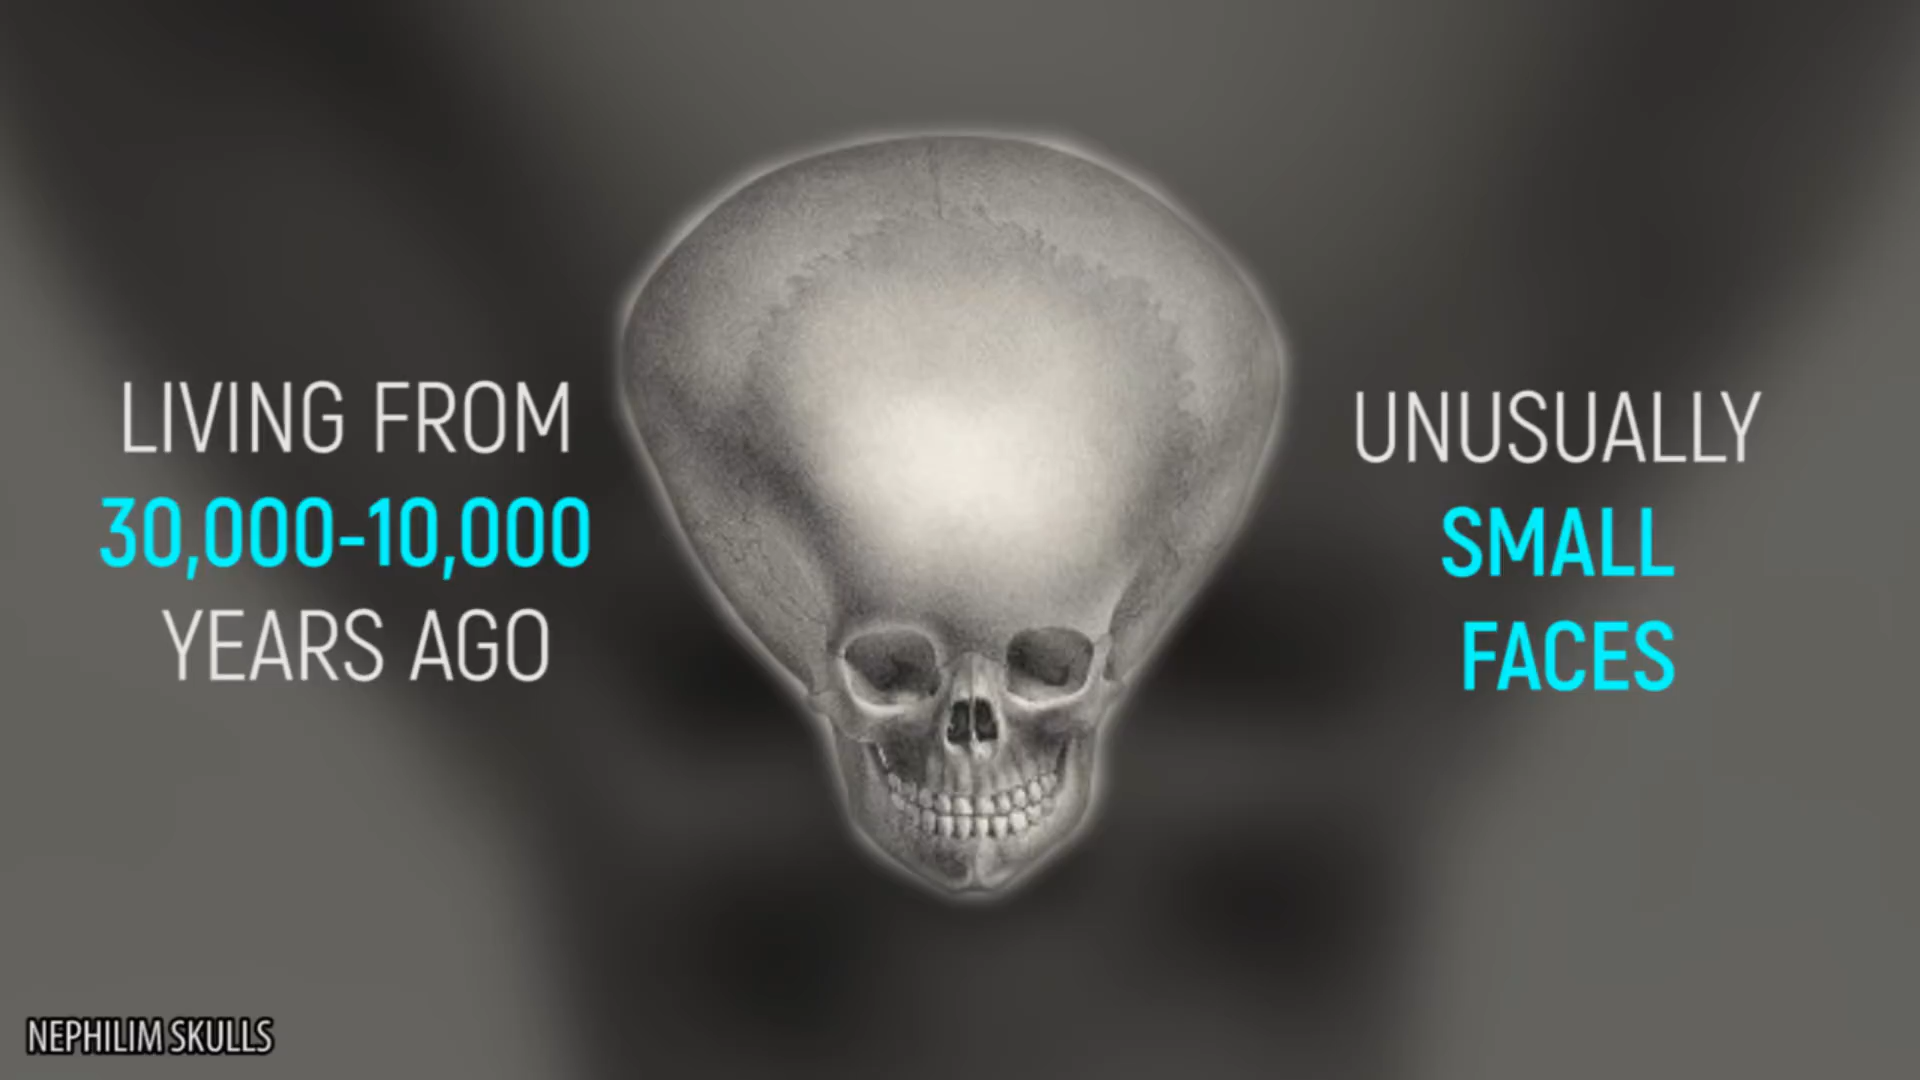 LIVING FROM
30,000-10,000
YEARS AGO
UNUSUALLY
SMALL
FACES
NEPHILIM SKULLS